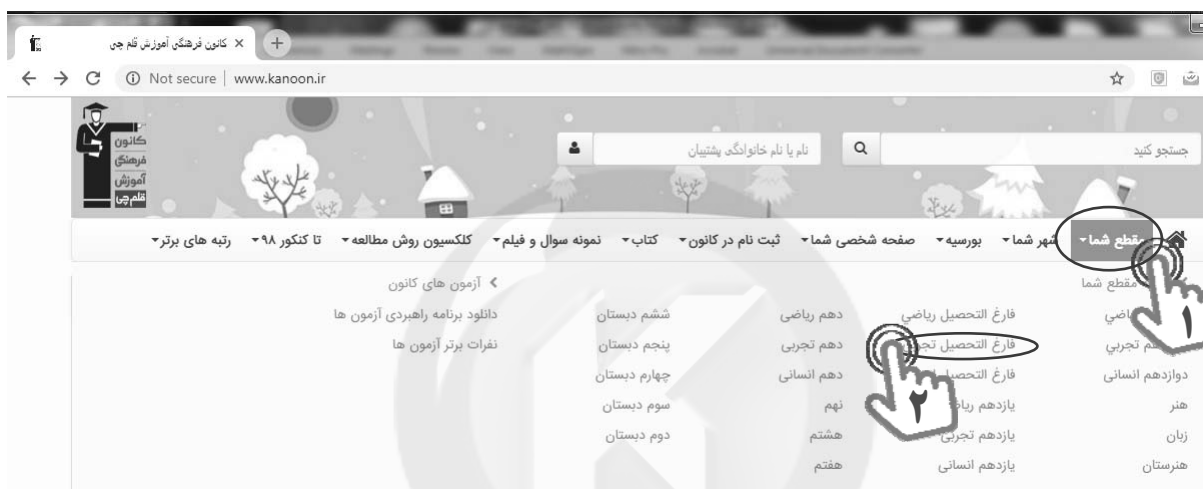 کانون فرهنگی آموزش قلم چی
Not secure | www.kanoon.ir
کانون
فرهنگی
آموزش
قلم‌چی
جستجو کنید
نام یا نام خانوادگی پشتیبان
مقطع شما شهر شما بورسیه صفحه شخصی شما ثبت نام در کانون کتاب نمونه سوال و فیلم کلکسیون روش مطالعه تا کنکور ۹۸ رتبه های برتر
مقطع شما آزمون های کانون
فارغ التحصیل ریاضي دهم ریاضی ششم دبستان دانلود برنامه راهبردی آزمون ها
تجربي فارغ التحصیل دهم تجربی پنجم دبستان نفرات برتر آزمون ها
دوازدهم انسانی فارغ التحصیل دهم انسانی چهارم دبستان
هنر یازدهم نهم سوم دبستان
زبان یازدهم تجربی هشتم دوم دبستان
هنرستان یازدهم انسانی هفتم
۱
۲